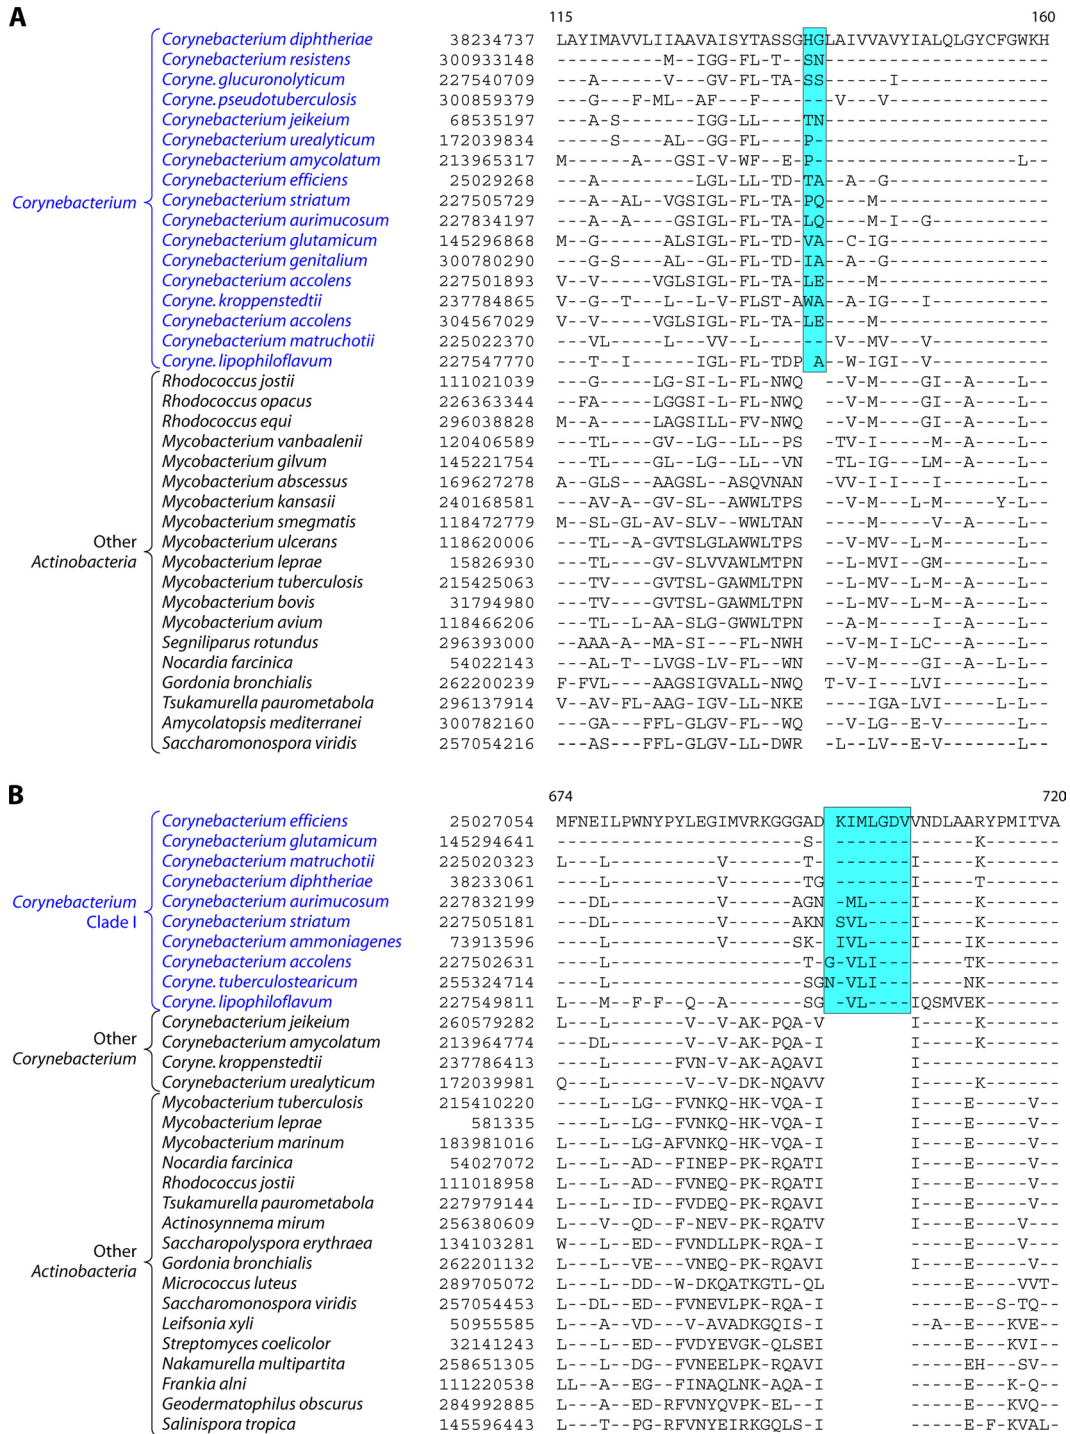 A
115 160
Corynebacterium diphtheriae 38234737 LAYIMAVVLIIAAVAISYTASSGHGLAIVVAVYIALQLGYCFGWKH
Corynebacterium resistens 300933148 ----------M--IGG-FL-T--SN---------------------
Coryne. glucuronolyticum 227540709 ---A------V---GV-FL-TA-SS------I--------------
Coryne. pseudotuberculosis 300859379 ---G---F-ML--AF---F-------V---V---------------
Corynebacterium jeikeium 68535197 ---A-S-------IGG-LL----TN---------------------
Corynebacterium urealyticum 172039834 -----S----AL--GG-FL----P----------------------
Corynebacterium amycolatum 213965317 M------A---GSI-V-WF--E-P-------------------L--
Corynebacterium efficiens 25029268 ---A---------LGL-LL-TD-TA--A--G---------------
Corynebacterium striatum 227505729 ---A--AL--VGSIGL-FL-TA-PQ---------------------
Corynebacterium aurimucosum 227834197 ---A--A----GSIGL-FL-TA-LQ----M-I--G-----------
Corynebacterium glutamicum 145296868 M--G------ALSIGL-FL-TD-VA--C-IG---------------
Corynebacterium genitalium 300780290 ---G-S----AL-IGL-FL-TD-IA--A--G---------------
Corynebacterium accolens 227501893 V--V-----VGLSIGL-FL-TA-LE----M----------------
Corynebacterium Coryne. kroppenstedtii 237784865 V--G--T---L--L-V-FLST-AWA--A-IG---I-----------
Corynebacterium accolens 304567029 V--V-----VGLSIGL-FL-TA-LE----M----------------
Corynebacterium matruchotii 225022370 ---VL------L--VV---L------V--MV--V------------
Coryne. lipophiloflavum 227547770 ---T--I-------IGL-FL-TDP A--W-IGI--V-----------
Rhodococcus jostii 111021039 ---G-----LG-SI-L-FL-NWQ --V-M----GI--A----L--
Rhodococcus opacus 226363344 --FA------LGGSI-L-FL-NWQ --V-M----GI--A----L--
Rhodococcus equi 296038828 M--A-----LAGSILL-FV-NWQ --V-M----GI--A----L--
Mycobacterium vanbaalenii 120406589 ---TL----GV--LG--LL--PS -TV-I-----M--A----L--
Mycobacterium gilvum 145221754 ---TL----GL--LG--LL--VN -TL-IG---LM--A----L--
Mycobacterium abscessus 169627278 A--GLS---AAGSL--ASQVNAN -VV-I-I---I-------L--
Mycobacterium kansasii 240168581 ---AV-A--GV-SL--AWWLTPS --V-MV--L-M-----Y-L--
Mycobacterium smegmatis 118472779 M--SL-GL-AV-SLV--WWLTAN ----M-----V--A----L--
Other Mycobacterium ulcerans 118620006 ---TL--A-GVTSLGLAWWLTPS --V-MV--L-M-------L--
Actinobacteria Mycobacterium leprae 15826930 ---TL----GV-SLVVAWLMTPN --L-MVI--GM-------L--
Mycobacterium tuberculosis 215425063 ---TV----GVTSL-GAWMLTPN --L-MV--L-M--A----L--
Mycobacterium bovis 31794980 ---TV----GVTSL-GAWMLTPN --L-MV--L-M--A----L--
Mycobacterium avium 118466206 ---TL--L-AA-SLG-GWWLTPN --A-M----I-M--A----L--
Segniliparus rotundus 296393000 --AAA-A--MA-SI---FL-NWH --V-M-I-LC--A----L--
Nocardia farcinica 54022143 ---AL-T--LVGS-LV-FL--WN --V-M----GI--A--L-L--
Gordonia bronchialis 262200239 F-FVL----AAGSIGVALL-NWQ T-V-I---LVI-------L--
Tsukamurella paurometabola 296137914 V--AV-FL-AAG-IGV-LL-NKE ----IGA-LVI-----L-L--
Amycolatopsis mediterranei 300782160 ---GA---FFL-GLGV-FL--WQ --V-LG--E-V-------L--
Saccharomonospora viridis 257054216 ---AS---FFL-GLGV-LL-DWR -L--LV--E-V-------L--
B
674 720
Corynebacterium efficiens 25027054 MFNEILPWNYPYLEGIMVRKGGGAD KIMLGDVVNDLAARYPMITVA
Corynebacterium glutamicum 145294641 -----------------------S- -------------K-------
Corynebacterium matruchotii 225020323 L---L----------V-------T- -------I-----K-------
Corynebacterium diphtheriae 38233061 ----L------------------TG -------I-----T-------
Corynebacterium Corynebacterium aurimucosum 227832199 ---DL----------V------AGN -ML----I-----K-------
Clade I Corynebacterium striatum 227505181 ---DL----------V------AKN SVL----I-----K-------
Corynebacterium ammoniagenes 73913596 ----L----------V------SK- IVL----I----IK-------
Corynebacterium accolens 227502631 ----L-----------------T-G-VLI--------TK-------
Coryne. tuberculostearicum 255324714 ----L-----------------SGN-VLI--------NK-------
Coryne. lipophiloflavum 227549811 L---M--F-F--Q--A-------SG -VL----IQSMVEK-------
Corynebacterium jeikeium 260579282 L--L-------V--V-AK-PQA-V I-----K-------
Other Corynebacterium amycolatum 213964774 ---DL-------V--V-AK-PQA-I I-----K-------
Corynebacterium Coryne. kroppenstedtii 237786413 ----L------FVN-V-AK-KQAVI I-------------
Corynebacterium urealyticum 172039981 Q---L-------V--V-DK-NQAVV I-----K-------
Mycobacterium tuberculosis 215410220 ----L--LG--FVNKQ-HK-VQA-I I----E-----V--
Mycobacterium leprae 581335 ----L--LG--FVNKQ-HK-VQA-I I----E-----V--
Mycobacterium marinum 183981016 L---L--LG-AFVNKQ-HK-VQA-I I----E-----V--
Nocardia farcinica 54027072 L---L--AD--FINEP-PK-RQATI I----E-----V--
Rhodococcus jostii 111018958 L---L--AD--FVNEQ-PK-RQATI I----E-----V--
Tsukamurella paurometabola 227979144 L---L--ID--FVDEQ-PK-RQAVI I----E-----V--
Actinosynnema mirum 256380609 L---V--QD--F-NEV-PK-RQATV I----E----V---
Other Saccharopolyspora erythraea 134103281 W---L--ED--FVNDLLPK-RQA-I -----E----V---
Actinobacteria Gordonia bronchialis 262201132 L---L--VE---VNEQ-PK-RQAVI I----E-----V--
Micrococcus luteus 289705072 L---L--DD--W-DKQATKGTL-QL -----E----VVT-
Saccharomonospora viridis 257054453 L--DL--ED--FVNEVLPK-RQA-I -----E--S-TQ--
Leifsonia xyli 50955585 L---A--VD---V-AVADKGQIS-I --A--E---KVE--
Streptomyces coelicolor 32141243 L---L--ED--FVDYEVGK-QLSEI -----E---KVI--
Nakamurella multipartita 258651305 L---L--DG--FVNEELPK-RQAVI -----EH---SV--
Frankia alni 111220538 LL--A--EG--FINAQLNK-AQA-I -----E---K-Q--
Geodermatophilus obscurus 284992885 L---A--ED-RFVNYQVPK-EL--I -----E---KVQ--
Salinispora tropica 145596443 L---T--PG-RFVNYEIRKGQLS-I -----E-F-KVAL-